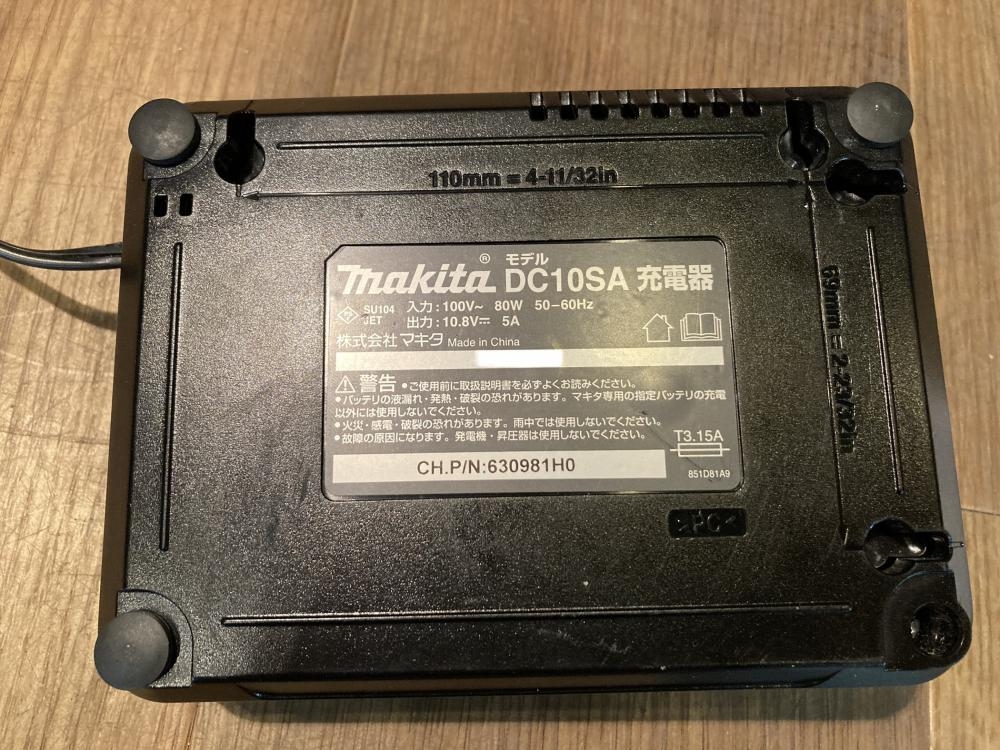 110mm = 4-11/32in
69mm = 2-23/32in
makita® モデル DC10SA 充電器
SU104 JET
入力:100V~ 80W 50-60Hz
出力:10.8V⎓ 5A
株式会社 マキタ Made in China
⚠警告 •ご使用前に取扱説明書を必ずよくお読みください。
•バッテリの液漏れ・発熱・破裂の恐れがあります。マキタ専用の指定バッテリの充電
以外には使用しないでください。
•火災・感電・破裂の恐れがあります。雨中では使用しないでください。
•故障の原因になります。発電機・昇圧器は使用しないでください。
T3.15A
CH.P/N:630981H0
851D81A9
>PC<